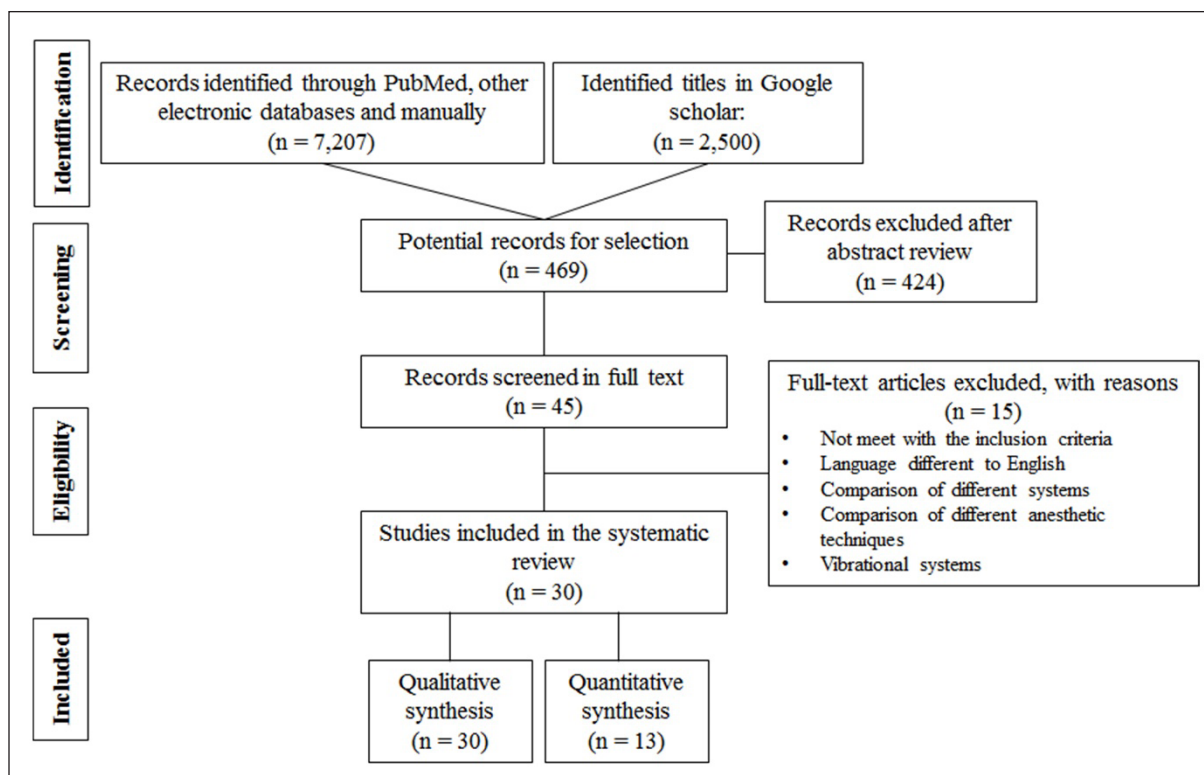 Identification
Records identified through PubMed, other
electronic databases and manually
(n = 7,207)
Identified titles in Google
scholar:
(n = 2,500)
Screening
Potential records for selection
(n = 469)
Records excluded after
abstract review
(n = 424)
Records screened in full text
(n = 45)
Full-text articles excluded, with reasons
(n = 15)
• Not meet with the inclusion criteria
• Language different to English
• Comparison of different systems
• Comparison of different anesthetic
techniques
• Vibrational systems
Eligibility
Studies included in the systematic
review
(n = 30)
Included
Qualitative
synthesis
(n = 30)
Quantitative
synthesis
(n = 13)